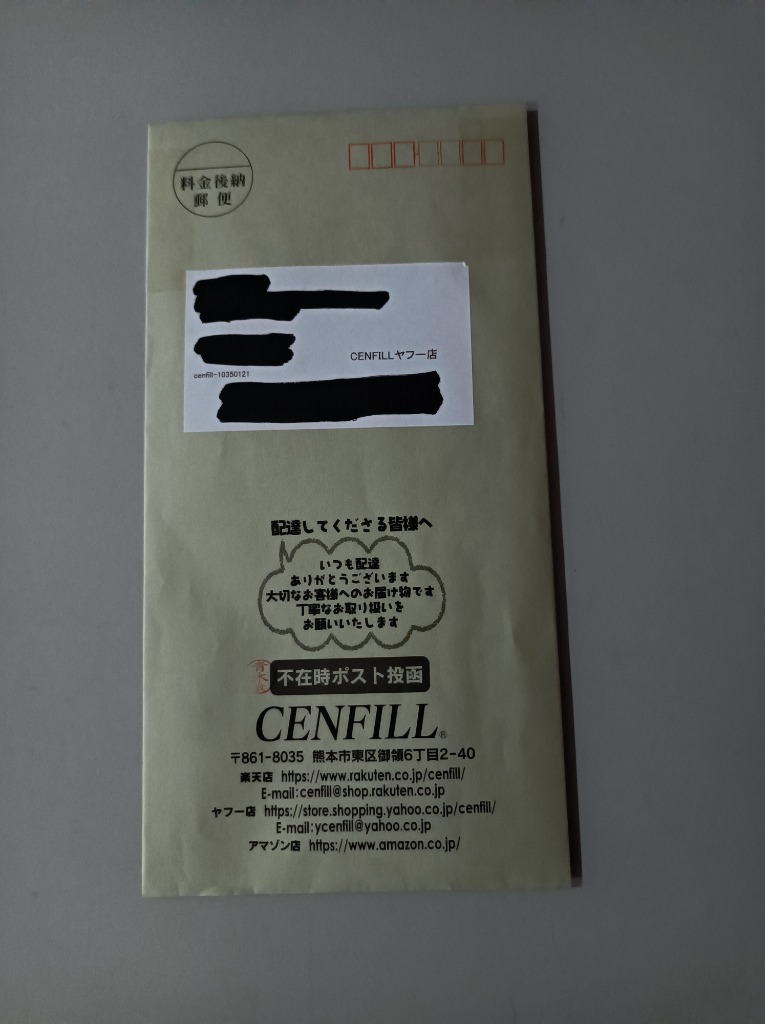 料金後納
郵便
CENFILLヤフー店
cenfill-10350121
配達してくださる皆様へ
いつも配達
ありがとうございます
大切なお客様へのお届け物です
丁寧なお取り扱いを
お願いいたします
不在時ポスト投函
CENFILL®
〒861-8035 熊本市東区御領6丁目2-40
楽天店 https://www.rakuten.co.jp/cenfill/
E-mail:cenfill@shop.rakuten.co.jp
ヤフー店 https://store.shopping.yahoo.co.jp/cenfill/
E-mail:ycenfill@yahoo.co.jp
アマゾン店 https://www.amazon.co.jp/